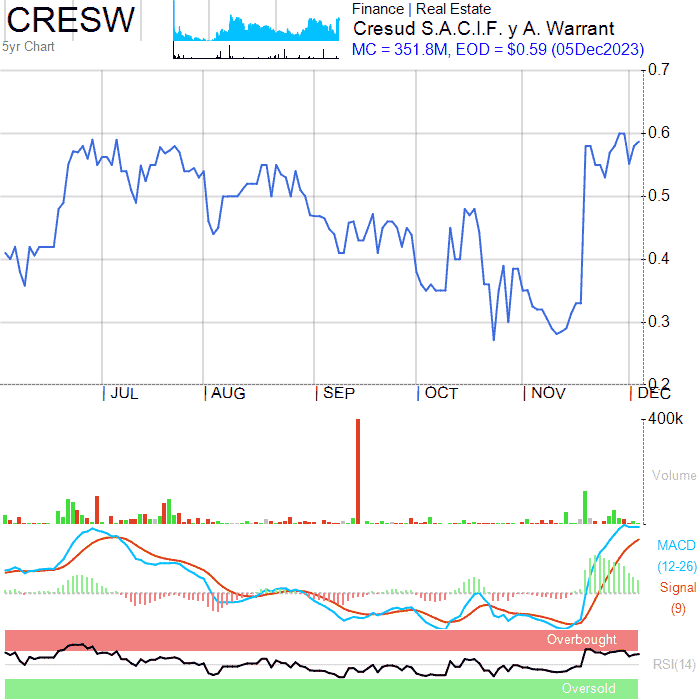 CRESW
5yr Chart
Finance | Real Estate
Cresud S.A.C.I.F. y A. Warrant
MC = 351.8M, EOD = $0.59 (05Dec2023)
0.7
0.6
0.5
0.4
0.3
0.2
JUL
AUG
SEP
OCT
NOV
DEC
400k
Volume
MACD
(12-26)
Signal
(9)
Overbought
RSI(14)
Oversold